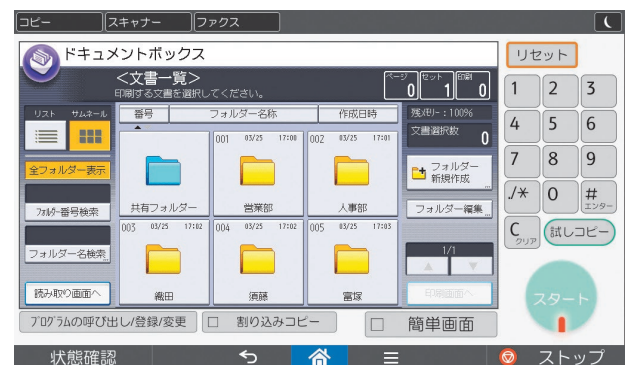 コピー スキャナー ファクス
ドキュメントボックス
リセット
<文書一覧>
印刷する文書を選択してください。
ページ セット 印刷
0 1 0
1 2 3
リスト サムネール
番号 フォルダー名称 作成日時
残メモリー:100%
文書選択数
0
4 5 6
001 03/25 17:00
002 03/25 17:01
全フォルダー表示
フォルダー
新規作成
7 8 9
フォルダー番号検索
共有フォルダー 営業部 人事部
フォルダー編集
./* 0 #
エンター
003 03/25 17:02
004 03/25 17:02
005 03/25 17:03
フォルダー名検索
1/1
C
クリア
試しコピー
読み取り画面へ
織田 須藤 富塚
印刷画面へ
スタート
プログラムの呼び出し/登録/変更
割り込みコピー
簡単画面
状態確認
ストップ